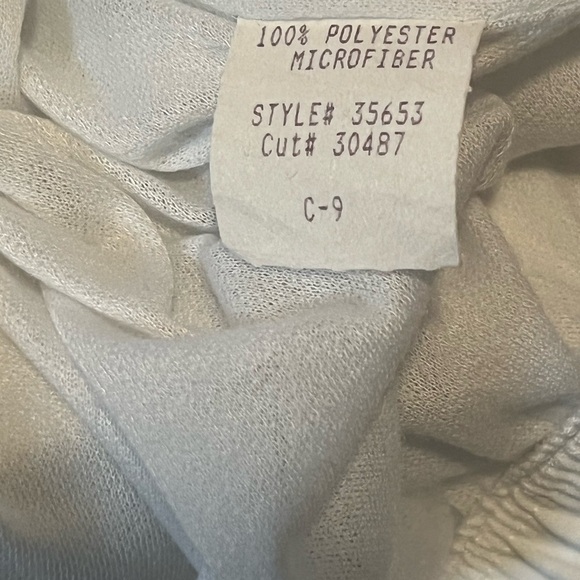 100% POLYESTER
MICROFIBER
STYLE# 35653
Cut# 30487
C-9